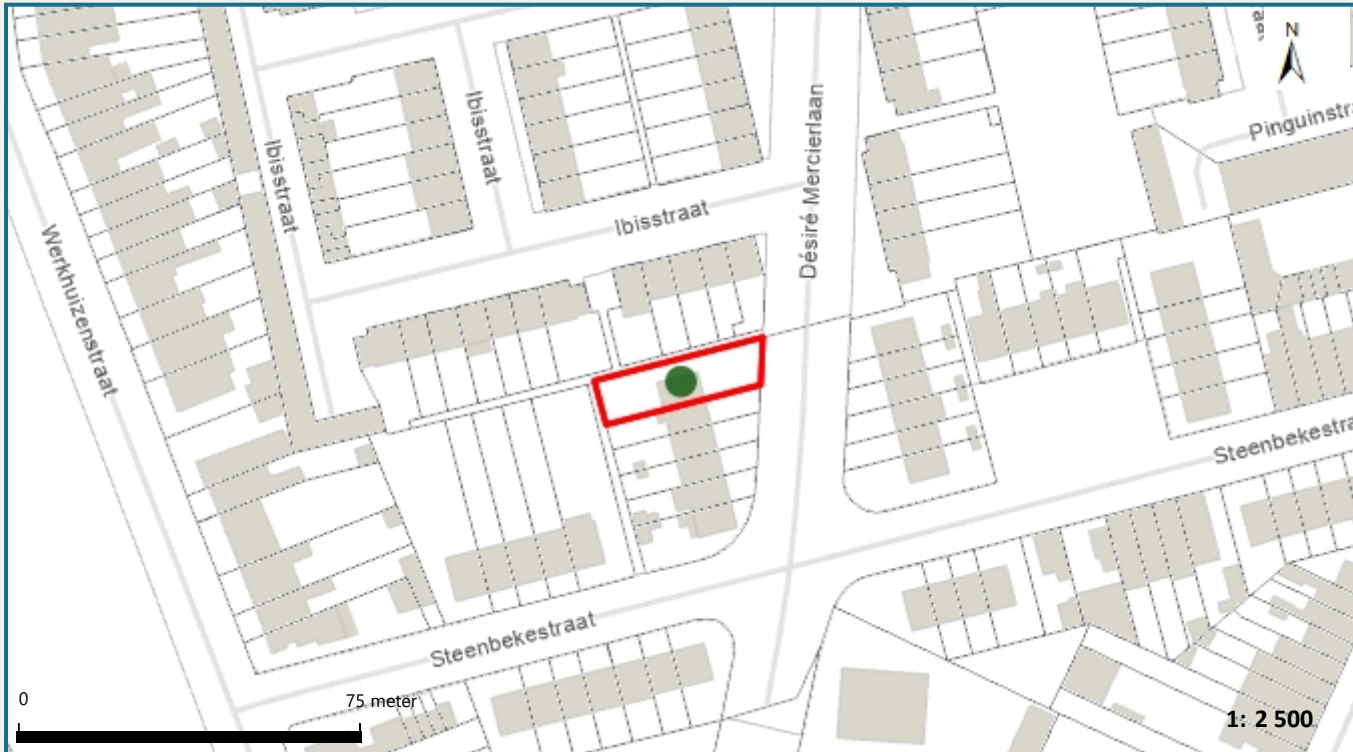 N
Ibisstraat
Pinguinstra
Ibisstraat
Désiré Mercierlaan
Ibisstraat
Werkhuizenstraat
Steenbekestra
Steenbekestraat
0
75 meter
1: 2 500